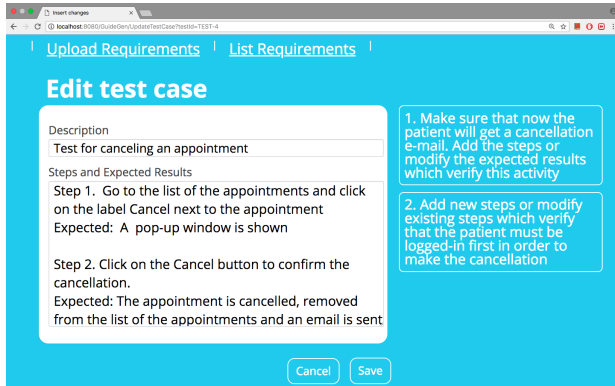 Insert changes
localhost:8080/GuideGen/UpdateTestCase?testId=TEST-4
Upload Requirements
List Requirements
Edit test case
Description
Test for canceling an appointment
Steps and Expected Results
Step 1.  Go to the list of the appointments and click
on the label Cancel next to the appointment
Expected:  A  pop-up window is shown
Step 2. Click on the Cancel button to confirm the
cancellation.
Expected: The appointment is cancelled, removed
from the list of the appointments and an email is sent
1. Make sure that now the
patient will get a cancellation
e-mail. Add the steps or
modify the expected results
which verify this activity
2. Add new steps or modify
existing steps which verify
that the patient must be
logged-in first in order to
make the cancellation
Cancel
Save